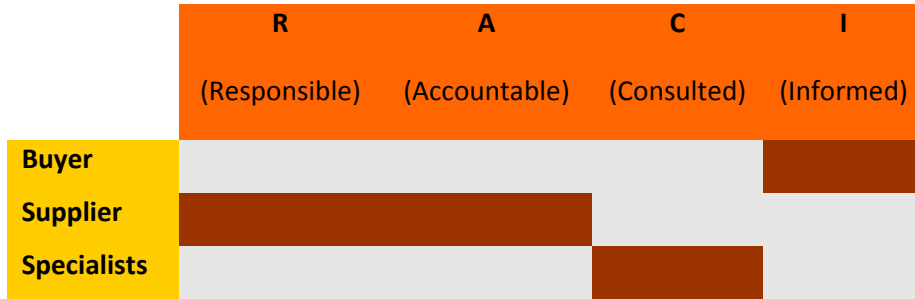 R A C I
(Responsible) (Accountable) (Consulted) (Informed)
Buyer
Supplier
Specialists